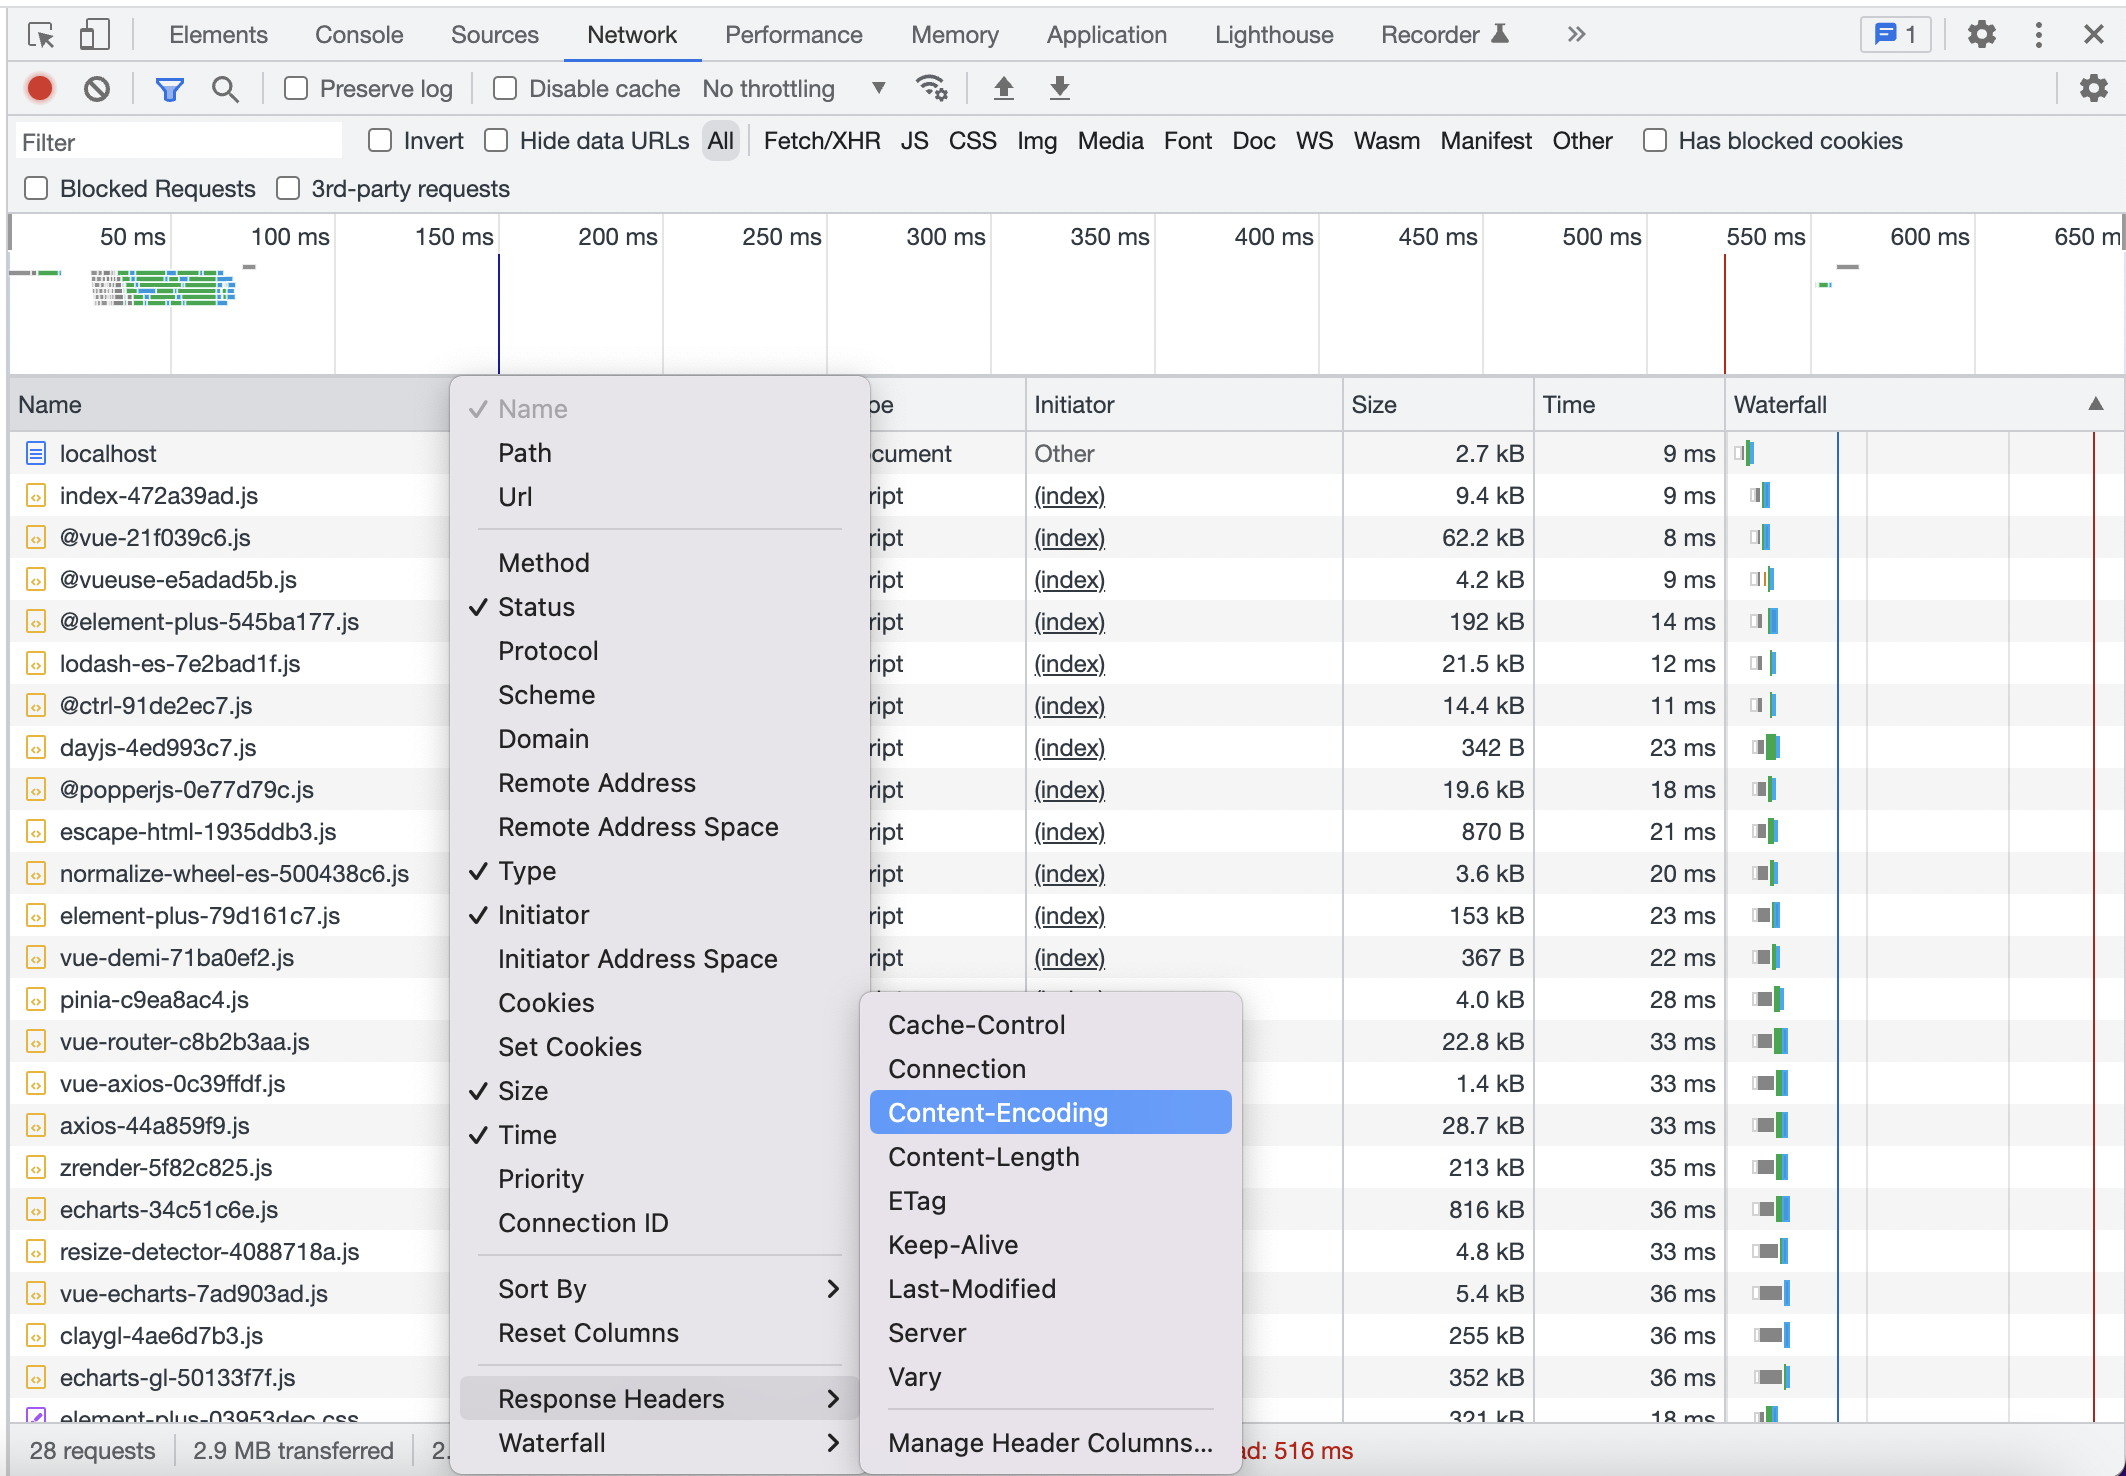 Elements Console Sources Network Performance Memory Application Lighthouse Recorder 1
Preserve log Disable cache No throttling
Filter Invert Hide data URLs All Fetch/XHR JS CSS Img Media Font Doc WS Wasm Manifest Other Has blocked cookies
Blocked Requests 3rd-party requests
50 ms 100 ms 150 ms 200 ms 250 ms 300 ms 350 ms 400 ms 450 ms 500 ms 550 ms 600 ms 650 m
Name pe Initiator Size Time Waterfall
localhost cument Other 2.7 kB 9 ms
index-472a39ad.js ript (index) 9.4 kB 9 ms
@vue-21f039c6.js ript (index) 62.2 kB 8 ms
@vueuse-e5adad5b.js ript (index) 4.2 kB 9 ms
@element-plus-545ba177.js ript (index) 192 kB 14 ms
lodash-es-7e2bad1f.js ript (index) 21.5 kB 12 ms
@ctrl-91de2ec7.js ript (index) 14.4 kB 11 ms
dayjs-4ed993c7.js ript (index) 342 B 23 ms
@popperjs-0e77d79c.js ript (index) 19.6 kB 18 ms
escape-html-1935ddb3.js ript (index) 870 B 21 ms
normalize-wheel-es-500438c6.js ript (index) 3.6 kB 20 ms
element-plus-79d161c7.js ript (index) 153 kB 23 ms
vue-demi-71ba0ef2.js ript (index) 367 B 22 ms
pinia-c9ea8ac4.js 4.0 kB 28 ms
vue-router-c8b2b3aa.js 22.8 kB 33 ms
vue-axios-0c39ffdf.js 1.4 kB 33 ms
axios-44a859f9.js 28.7 kB 33 ms
zrender-5f82c825.js 213 kB 35 ms
echarts-34c51c6e.js 816 kB 36 ms
resize-detector-4088718a.js 4.8 kB 33 ms
vue-echarts-7ad903ad.js 5.4 kB 36 ms
claygl-4ae6d7b3.js 255 kB 36 ms
echarts-gl-50133f7f.js 352 kB 36 ms
element-plus-03953dec.css 321 kB 18 ms
28 requests 2.9 MB transferred 2. ad: 516 ms
Name
Path
Url
Method
Status
Protocol
Scheme
Domain
Remote Address
Remote Address Space
Type
Initiator
Initiator Address Space
Cookies
Set Cookies
Size
Time
Priority
Connection ID
Sort By
Reset Columns
Response Headers
Waterfall
Cache-Control
Connection
Content-Encoding
Content-Length
ETag
Keep-Alive
Last-Modified
Server
Vary
Manage Header Columns...